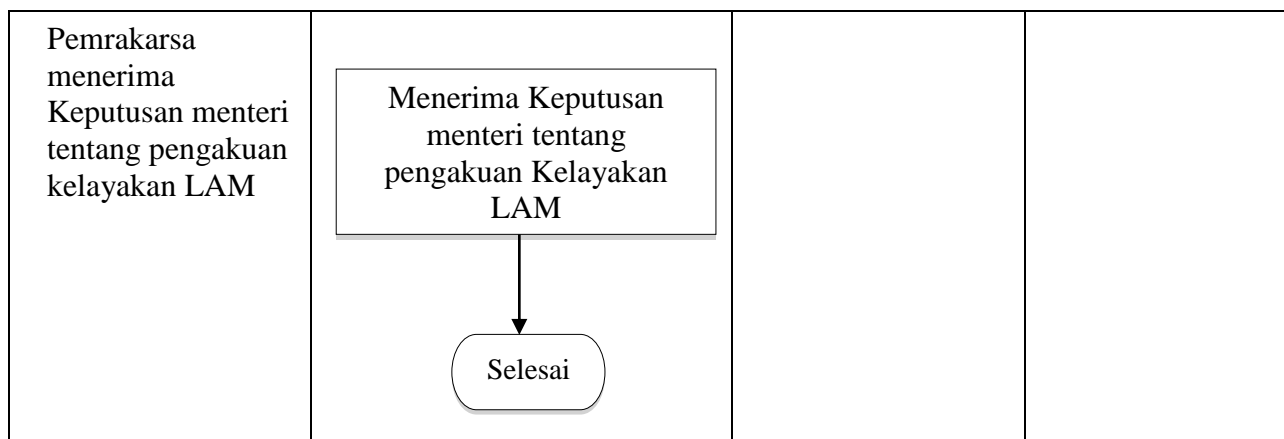 Pemrakarsa
menerima
Keputusan menteri
tentang pengakuan
kelayakan LAM
Menerima Keputusan
menteri tentang
pengakuan Kelayakan
LAM
Selesai